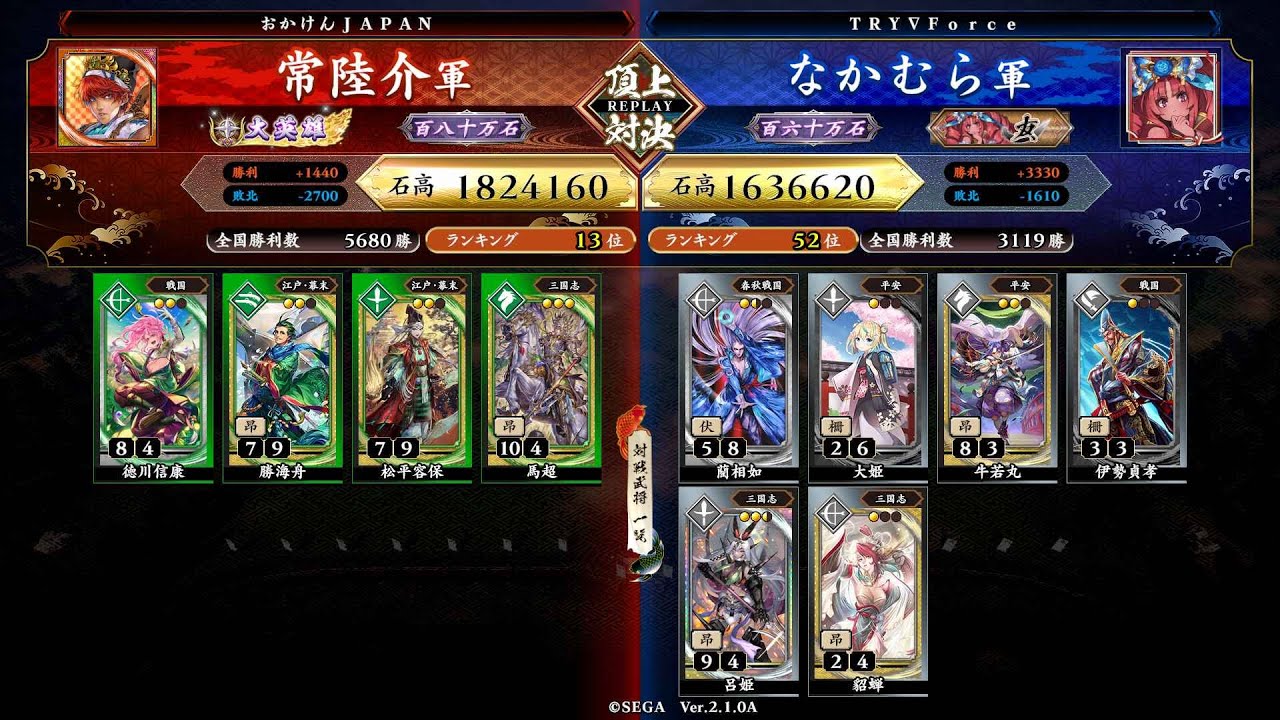 おかけんJAPAN
TRY∇Force
常陸介軍
なかむら軍
頂上
REPLAY
対決
大英雄
百八十万石
百六十万石
勝利 +1440
敗北 -2700
石高 1824160
石高 1636620
勝利 +3330
敗北 -1610
全国勝利数 5680勝
ランキング 13位
ランキング 52位
全国勝利数 3119勝
戦国
江戸・幕末
江戸・幕末
三国志
春秋戦国
平安
平安
戦国
昴
昴
伏
柵
昴
柵
8 4
7 9
7 9
10 4
5 8
2 6
8 3
3 3
徳川信康
勝海舟
松平容保
馬超
藺相如
大姫
牛若丸
伊勢貞孝
対戦武将一覧
三国志
三国志
昴
昴
9 4
2 4
呂姫
貂蝉
©SEGA Ver.2.1.0A